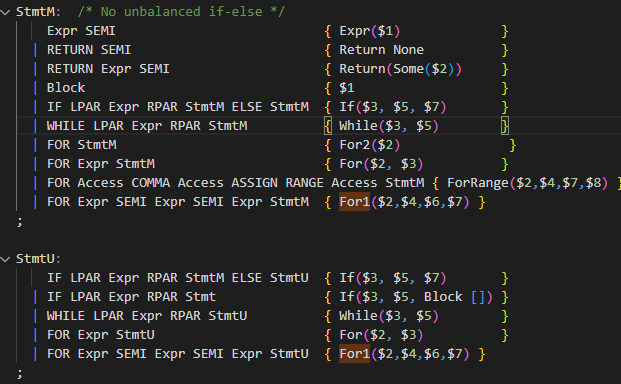 StmtM:  /* No unbalanced if-else */
    Expr SEMI                         { Expr($1)             }
  | RETURN SEMI                       { Return None          }
  | RETURN Expr SEMI                  { Return(Some($2))     }
  | Block                             { $1                   }
  | IF LPAR Expr RPAR StmtM ELSE StmtM  { If($3, $5, $7)       }
  | WHILE LPAR Expr RPAR StmtM          { While($3, $5)        }
  | FOR StmtM                         { For2($2)              }
  | FOR Expr StmtM                    { For($2, $3)          }
  | FOR Access COMMA Access ASSIGN RANGE Access StmtM { ForRange($2,$4,$7,$8) }
  | FOR Expr SEMI Expr SEMI Expr StmtM  { For1($2,$4,$6,$7) }
;
StmtU:
    IF LPAR Expr RPAR StmtM ELSE StmtU  { If($3, $5, $7)       }
  | IF LPAR Expr RPAR Stmt              { If($3, $5, Block []) }
  | WHILE LPAR Expr RPAR StmtU          { While($3, $5)        }
  | FOR Expr StmtU                    { For($2, $3)          }
  | FOR Expr SEMI Expr SEMI Expr StmtU  { For1($2,$4,$6,$7) }
;